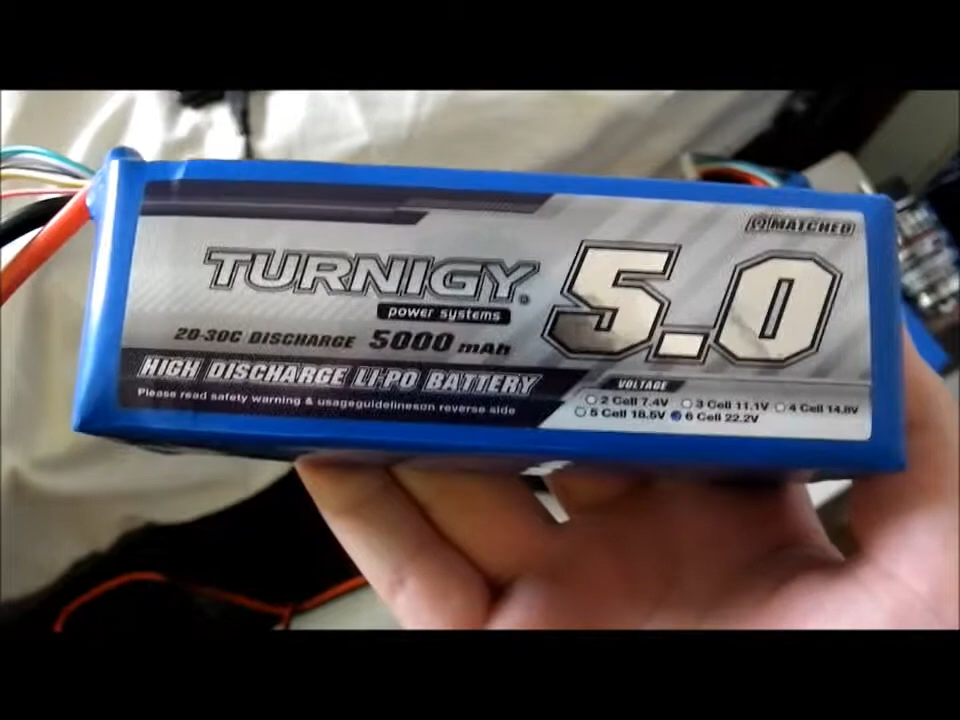 MATCHED
TURNIGY
power systems
5.0
20-30C DISCHARGE 5000 mAh
HIGH DISCHARGE LI-PO BATTERY
Please read safety warning & usageguidelineson reverse side
VOLTAGE
2 Cell 7.4V 3 Cell 11.1V 4 Cell 14.8V
5 Cell 18.5V 6 Cell 22.2V